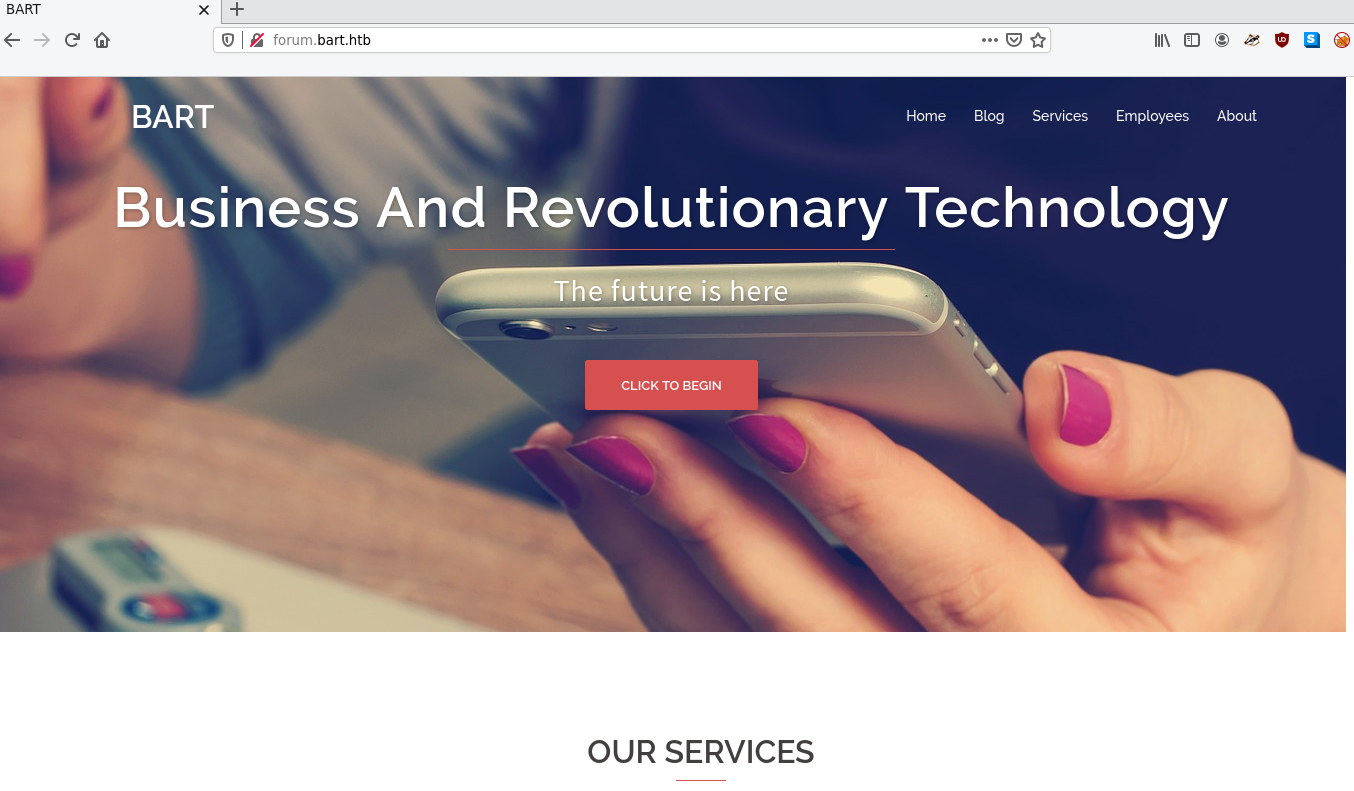 BART
forum.bart.htb
BART
Home Blog Services Employees About
Business And Revolutionary Technology
The future is here
CLICK TO BEGIN
OUR SERVICES